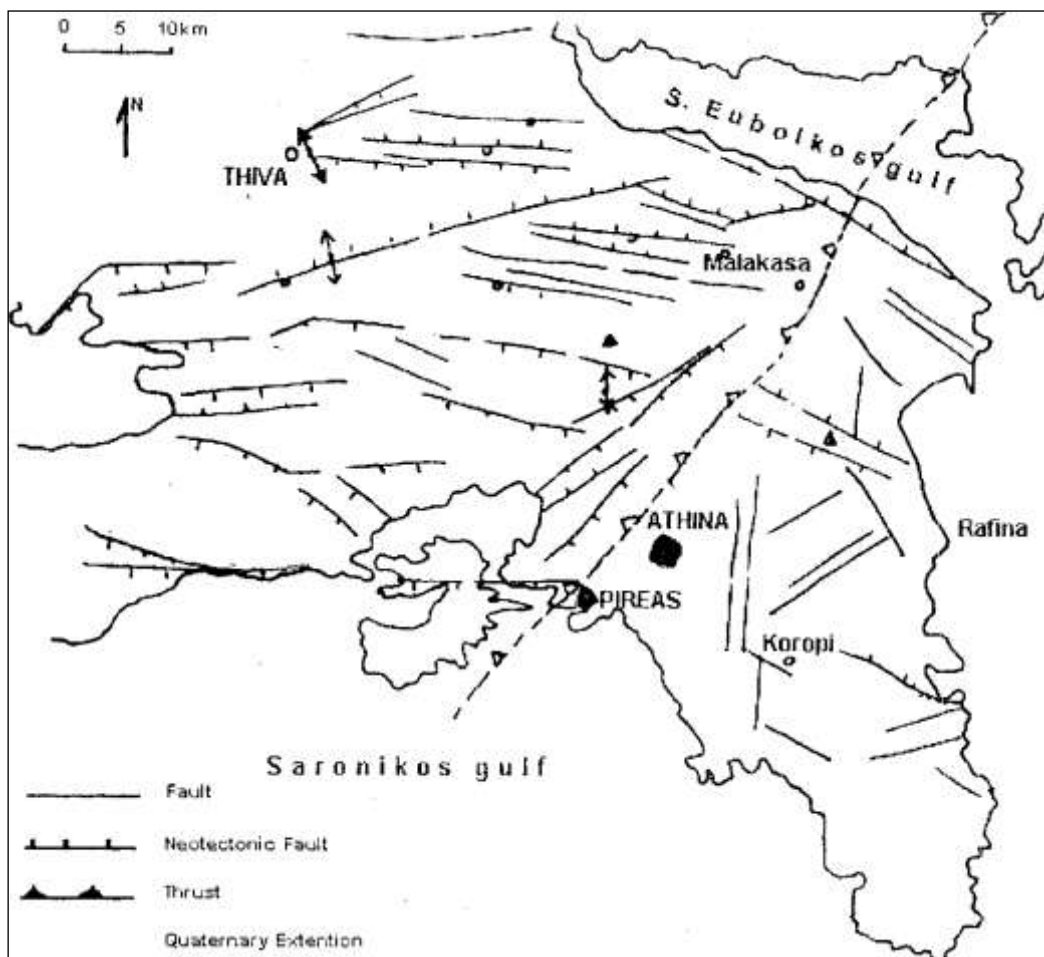 0 5 10km
N
S. Euboikos gulf
THIVA
Malakasa
ATHINA
Rafina
PIREAS
Koropi
Saronikos gulf
Fault
Neotectonic Fault
Thrust
Quaternary Extention